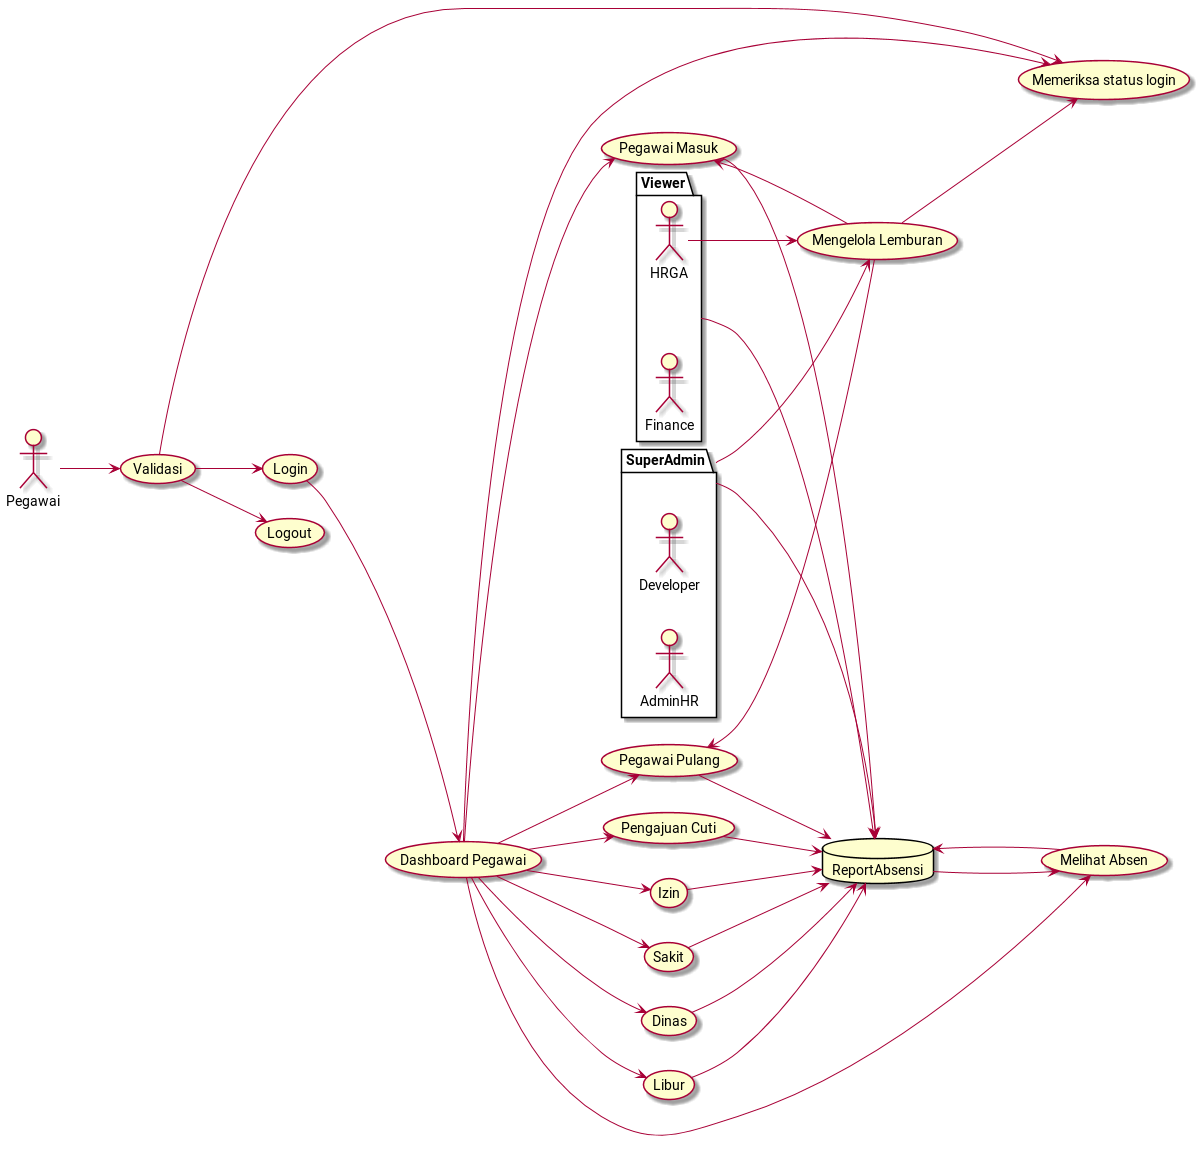 Memeriksa status login
Pegawai Masuk
Viewer
Mengelola Lemburan
HRGA
Finance
SuperAdmin
Validasi
Login
Pegawai
Logout
Developer
AdminHR
Pegawai Pulang
Pengajuan Cuti
Dashboard Pegawai
ReportAbsensi
Melihat Absen
Izin
Sakit
Dinas
Libur